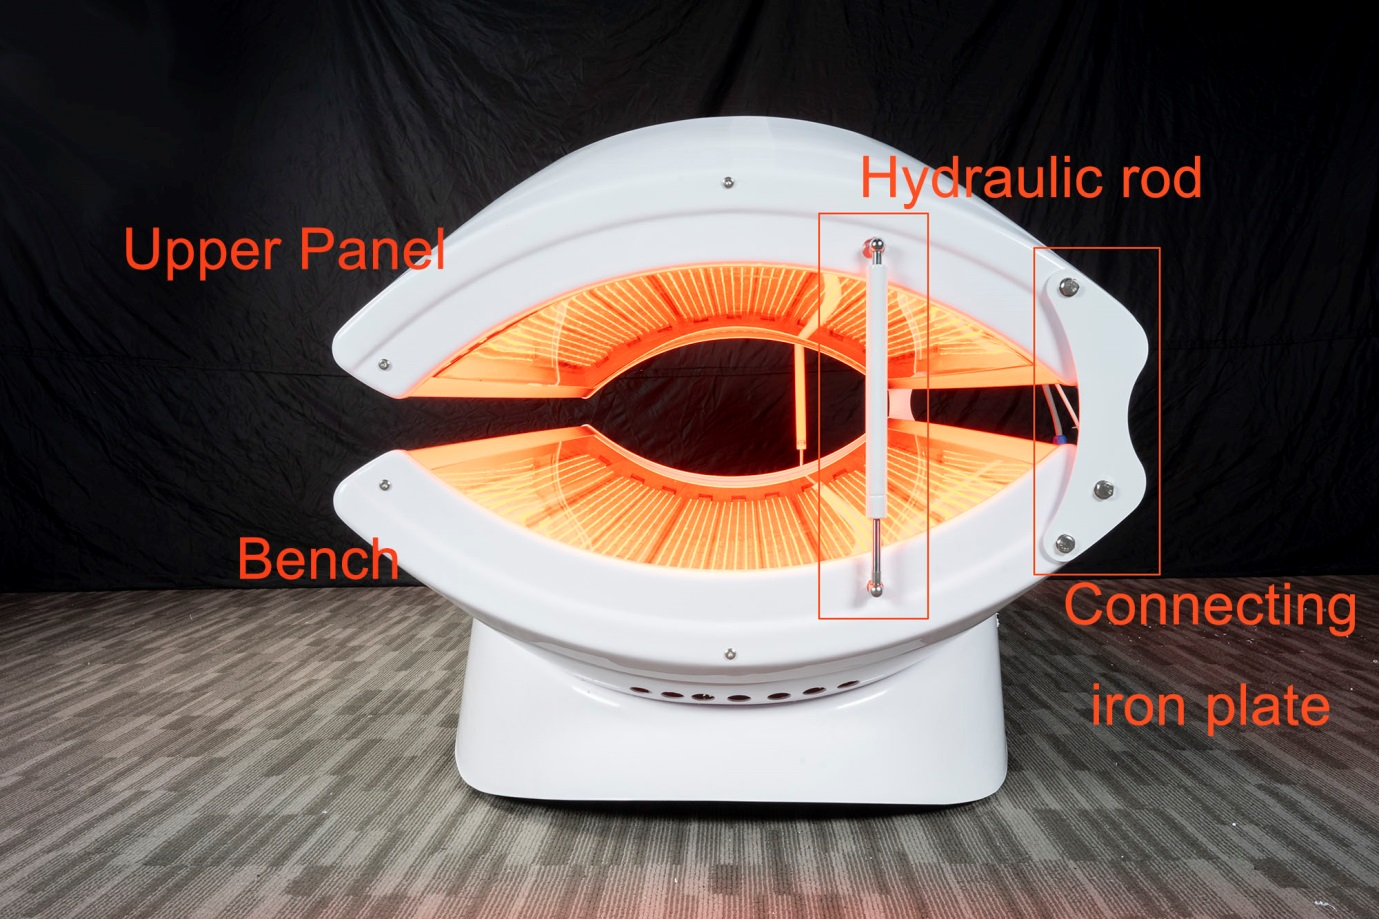 Hydraulic rod
Upper Panel
Bench
Connecting
iron plate